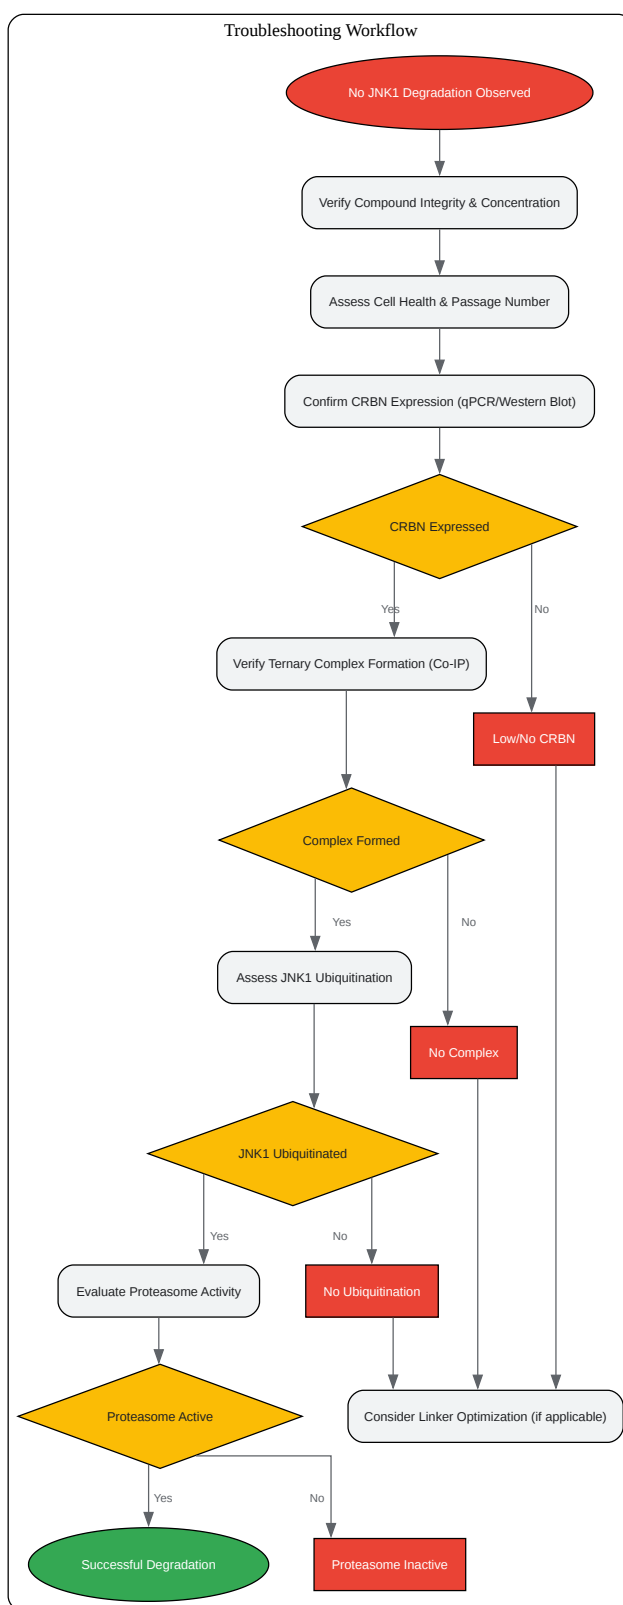 Troubleshooting Workflow
No JNK1 Degradation Observed
Verify Compound Integrity & Concentration
Assess Cell Health & Passage Number
Confirm CRBN Expression (qPCR/Western Blot)
CRBN Expressed
Yes
No
Verify Ternary Complex Formation (Co-IP)
Low/No CRBN
Complex Formed
Yes
No
Assess JNK1 Ubiquitination
No Complex
JNK1 Ubiquitinated
Yes
No
Evaluate Proteasome Activity
No Ubiquitination
Proteasome Active
Consider Linker Optimization (if applicable)
Yes
No
Successful Degradation
Proteasome Inactive